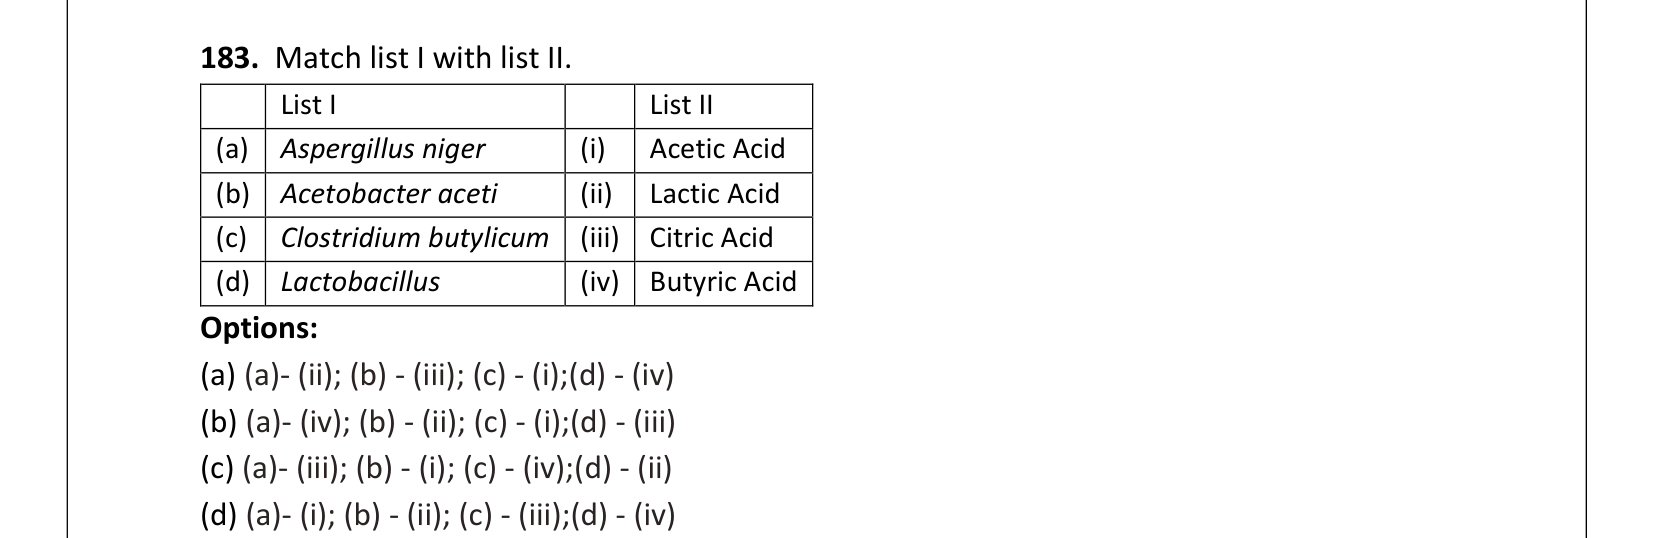 183. Match list I with list II.
List I List II
(a) Aspergillus niger (i) Acetic Acid
(b) Acetobacter aceti (ii) Lactic Acid
(c) Clostridium butylicum (iii) Citric Acid
(d) Lactobacillus (iv) Butyric Acid
Options:
(a) (a)- (ii); (b) - (iii); (c) - (i);(d) - (iv)
(b) (a)- (iv); (b) - (ii); (c) - (i);(d) - (iii)
(c) (a)- (iii); (b) - (i); (c) - (iv);(d) - (ii)
(d) (a)- (i); (b) - (ii); (c) - (iii);(d) - (iv)